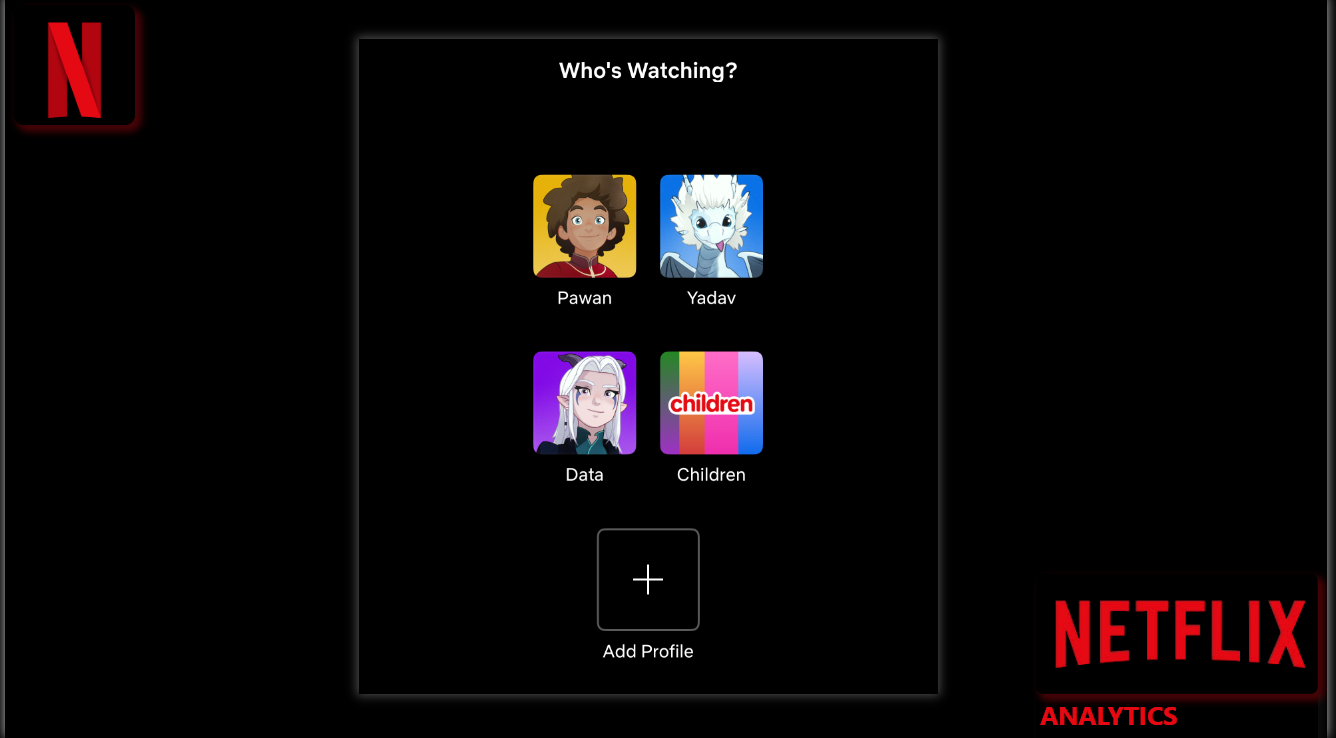 N
Who's Watching?
Pawan
Yadav
children
Data
Children
Add Profile
NETFLIX
ANALYTICS